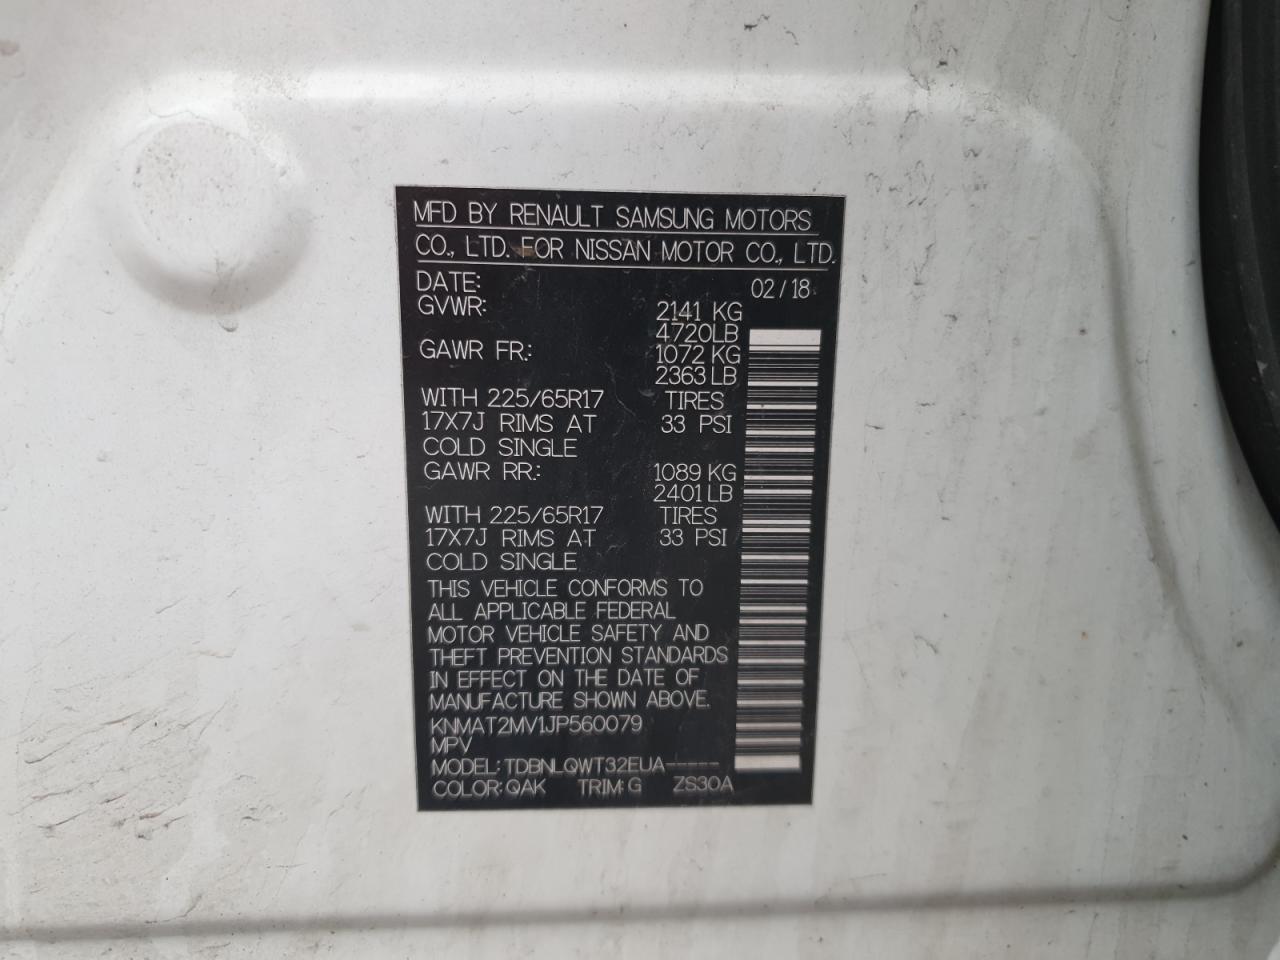 MFD BY RENAULT SAMSUNG MOTORS
CO., LTD. FOR NISSAN MOTOR CO., LTD.
DATE: 02/18
GVWR: 2141 KG
4720LB
GAWR FR.: 1072 KG
2363 LB
WITH 225/65R17 TIRES
17X7J RIMS AT 33 PSI
COLD SINGLE
GAWR RR.: 1089 KG
2401 LB
WITH 225/65R17 TIRES
17X7J RIMS AT 33 PSI
COLD SINGLE
THIS VEHICLE CONFORMS TO
ALL APPLICABLE FEDERAL
MOTOR VEHICLE SAFETY AND
THEFT PREVENTION STANDARDS
IN EFFECT ON THE DATE OF
MANUFACTURE SHOWN ABOVE.
KNMAT2MV1JP560079
MPV
MODEL: TDBNLQWT32EUA-----
COLOR: QAK TRIM: G ZS30A